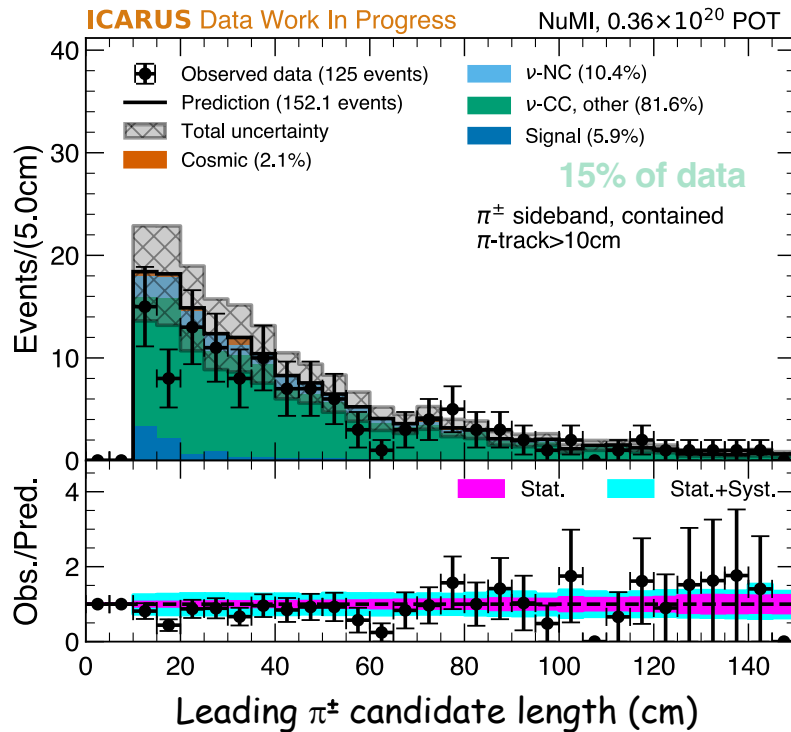 ICARUS Data Work In Progress
NuMI, 0.36×10²⁰ POT
Observed data (125 events)
Prediction (152.1 events)
Total uncertainty
Cosmic (2.1%)
ν-NC (10.4%)
ν-CC, other (81.6%)
Signal (5.9%)
15% of data
π± sideband, contained
π-track>10cm
Events/(5.0cm)
40
30
20
10
0
Stat.
Stat.+Syst.
Obs./Pred.
4
2
0
0 20 40 60 80 100 120 140
Leading π± candidate length (cm)